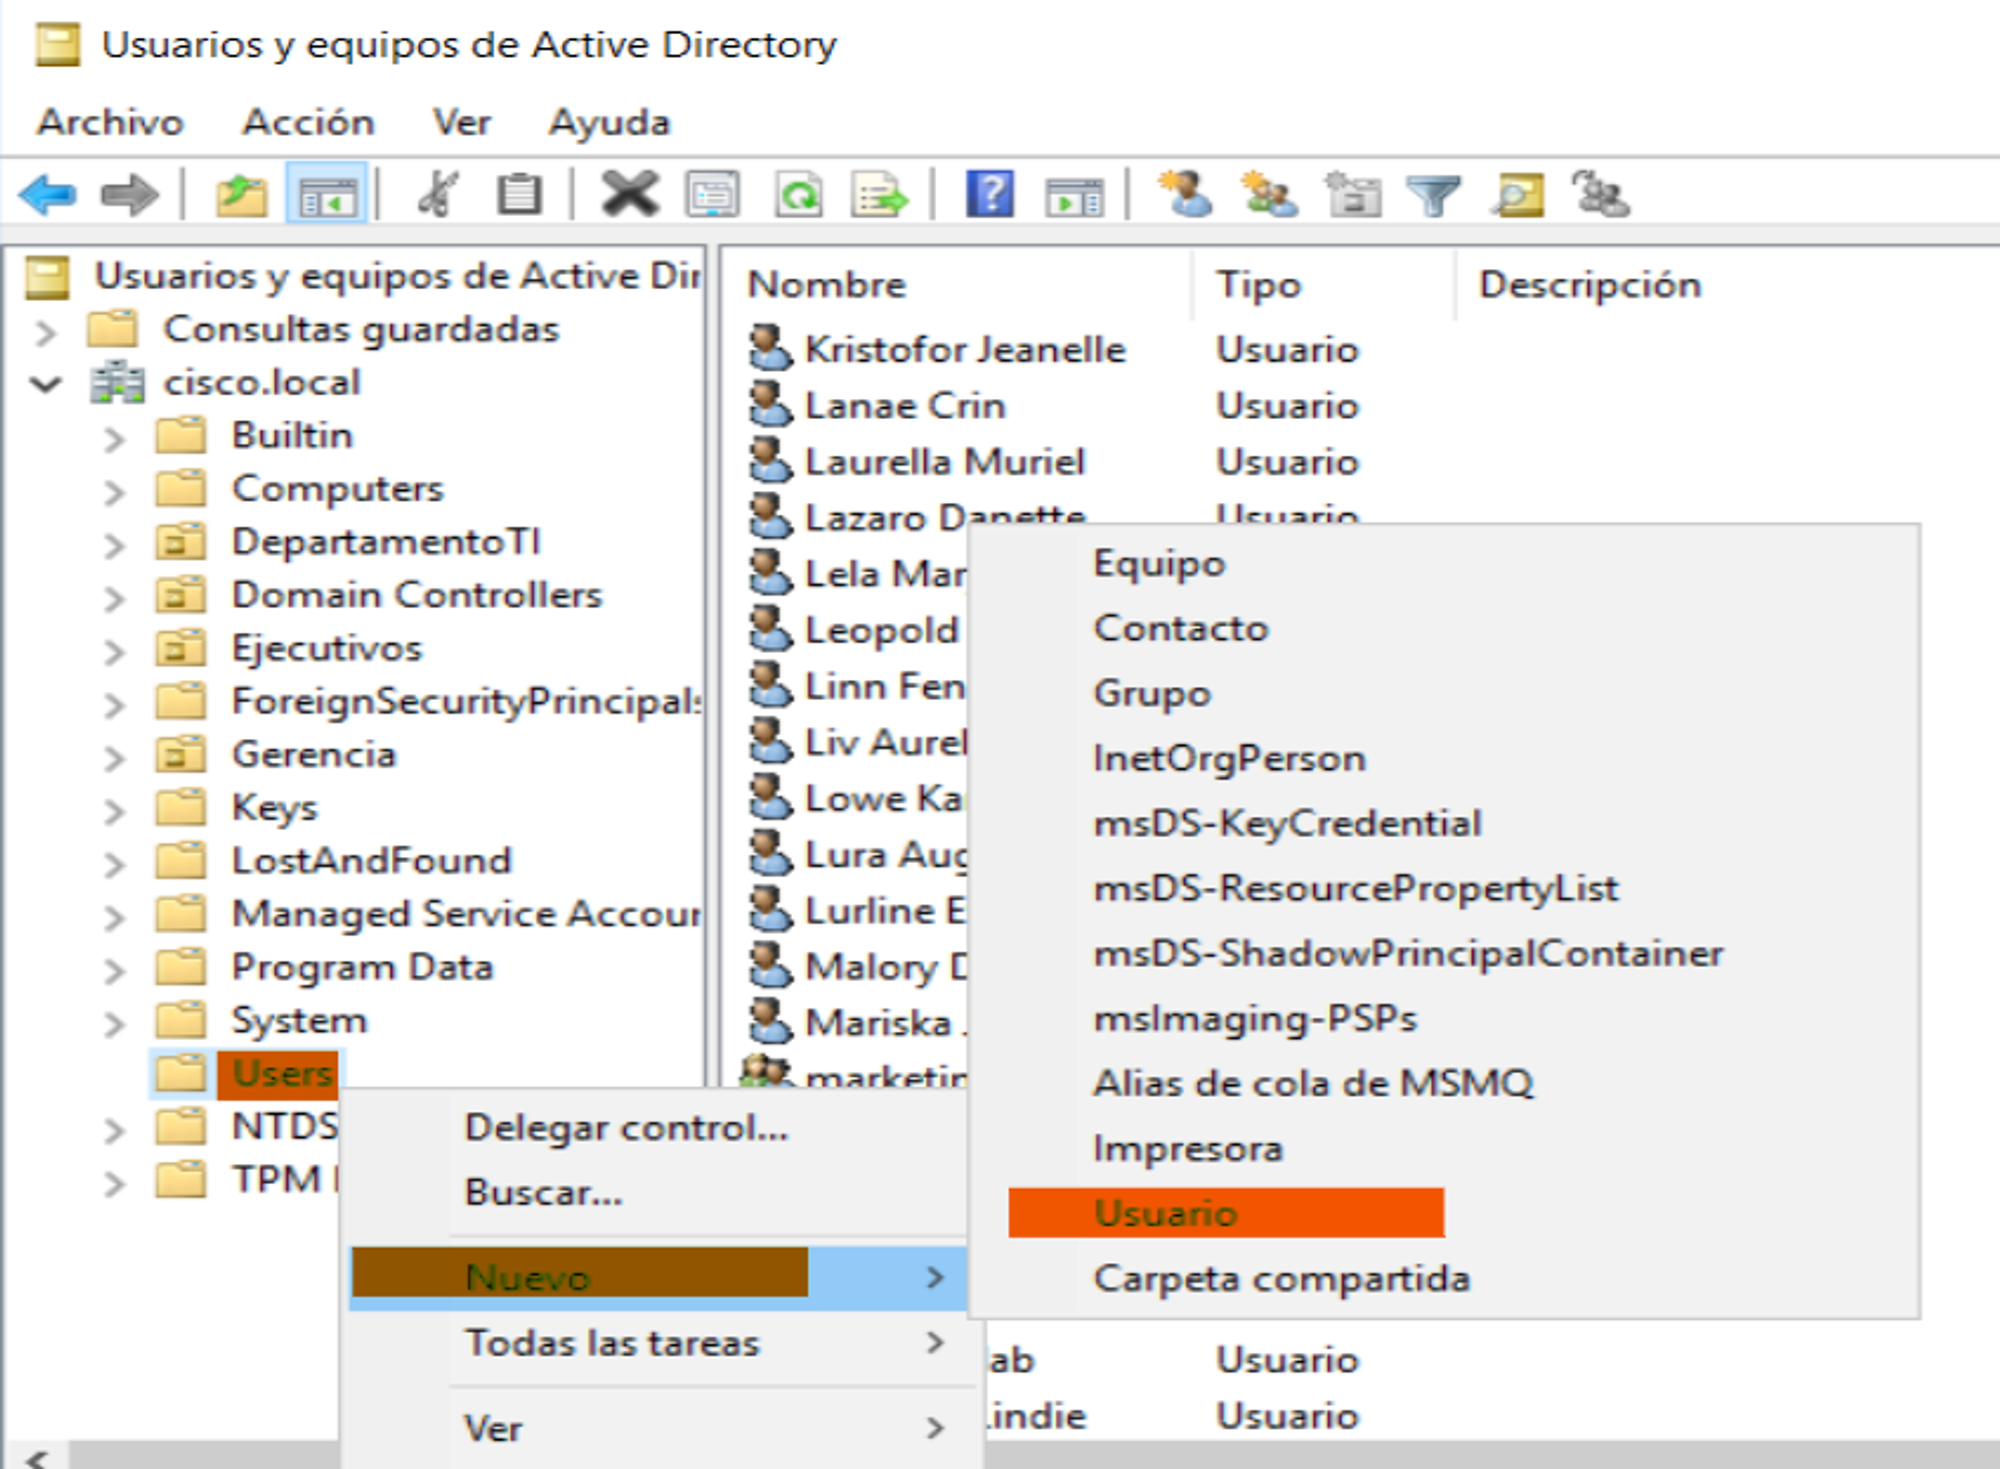 Usuarios y equipos de Active Directory
Archivo Acción Ver Ayuda
Usuarios y equipos de Active Dir
Consultas guardadas
cisco.local
Builtin
Computers
DepartamentoTI
Domain Controllers
Ejecutivos
ForeignSecurityPrincipals
Gerencia
Keys
LostAndFound
Managed Service Accour
Program Data
System
Users
NTDS
TPM
Nombre Tipo Descripción
Kristofor Jeanelle Usuario
Lanae Crin Usuario
Laurella Muriel Usuario
Lazaro Danette Usuario
Lela Mar
Leopold
Linn Fen
Liv Aurel
Lowe Ka
Lura Aug
Lurline E
Malory D
Mariska
marketin
ab Usuario
Lindie Usuario
Delegar control...
Buscar...
Nuevo
Todas las tareas
Ver
Equipo
Contacto
Grupo
InetOrgPerson
msDS-KeyCredential
msDS-ResourcePropertyList
msDS-ShadowPrincipalContainer
msImaging-PSPs
Alias de cola de MSMQ
Impresora
Usuario
Carpeta compartida